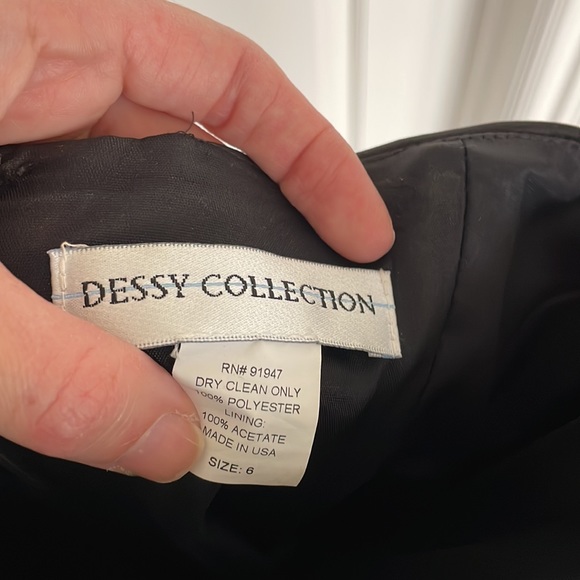 DESSY COLLECTION
RN# 91947
DRY CLEAN ONLY
100% POLYESTER
LINING:
100% ACETATE
MADE IN USA
SIZE: 6